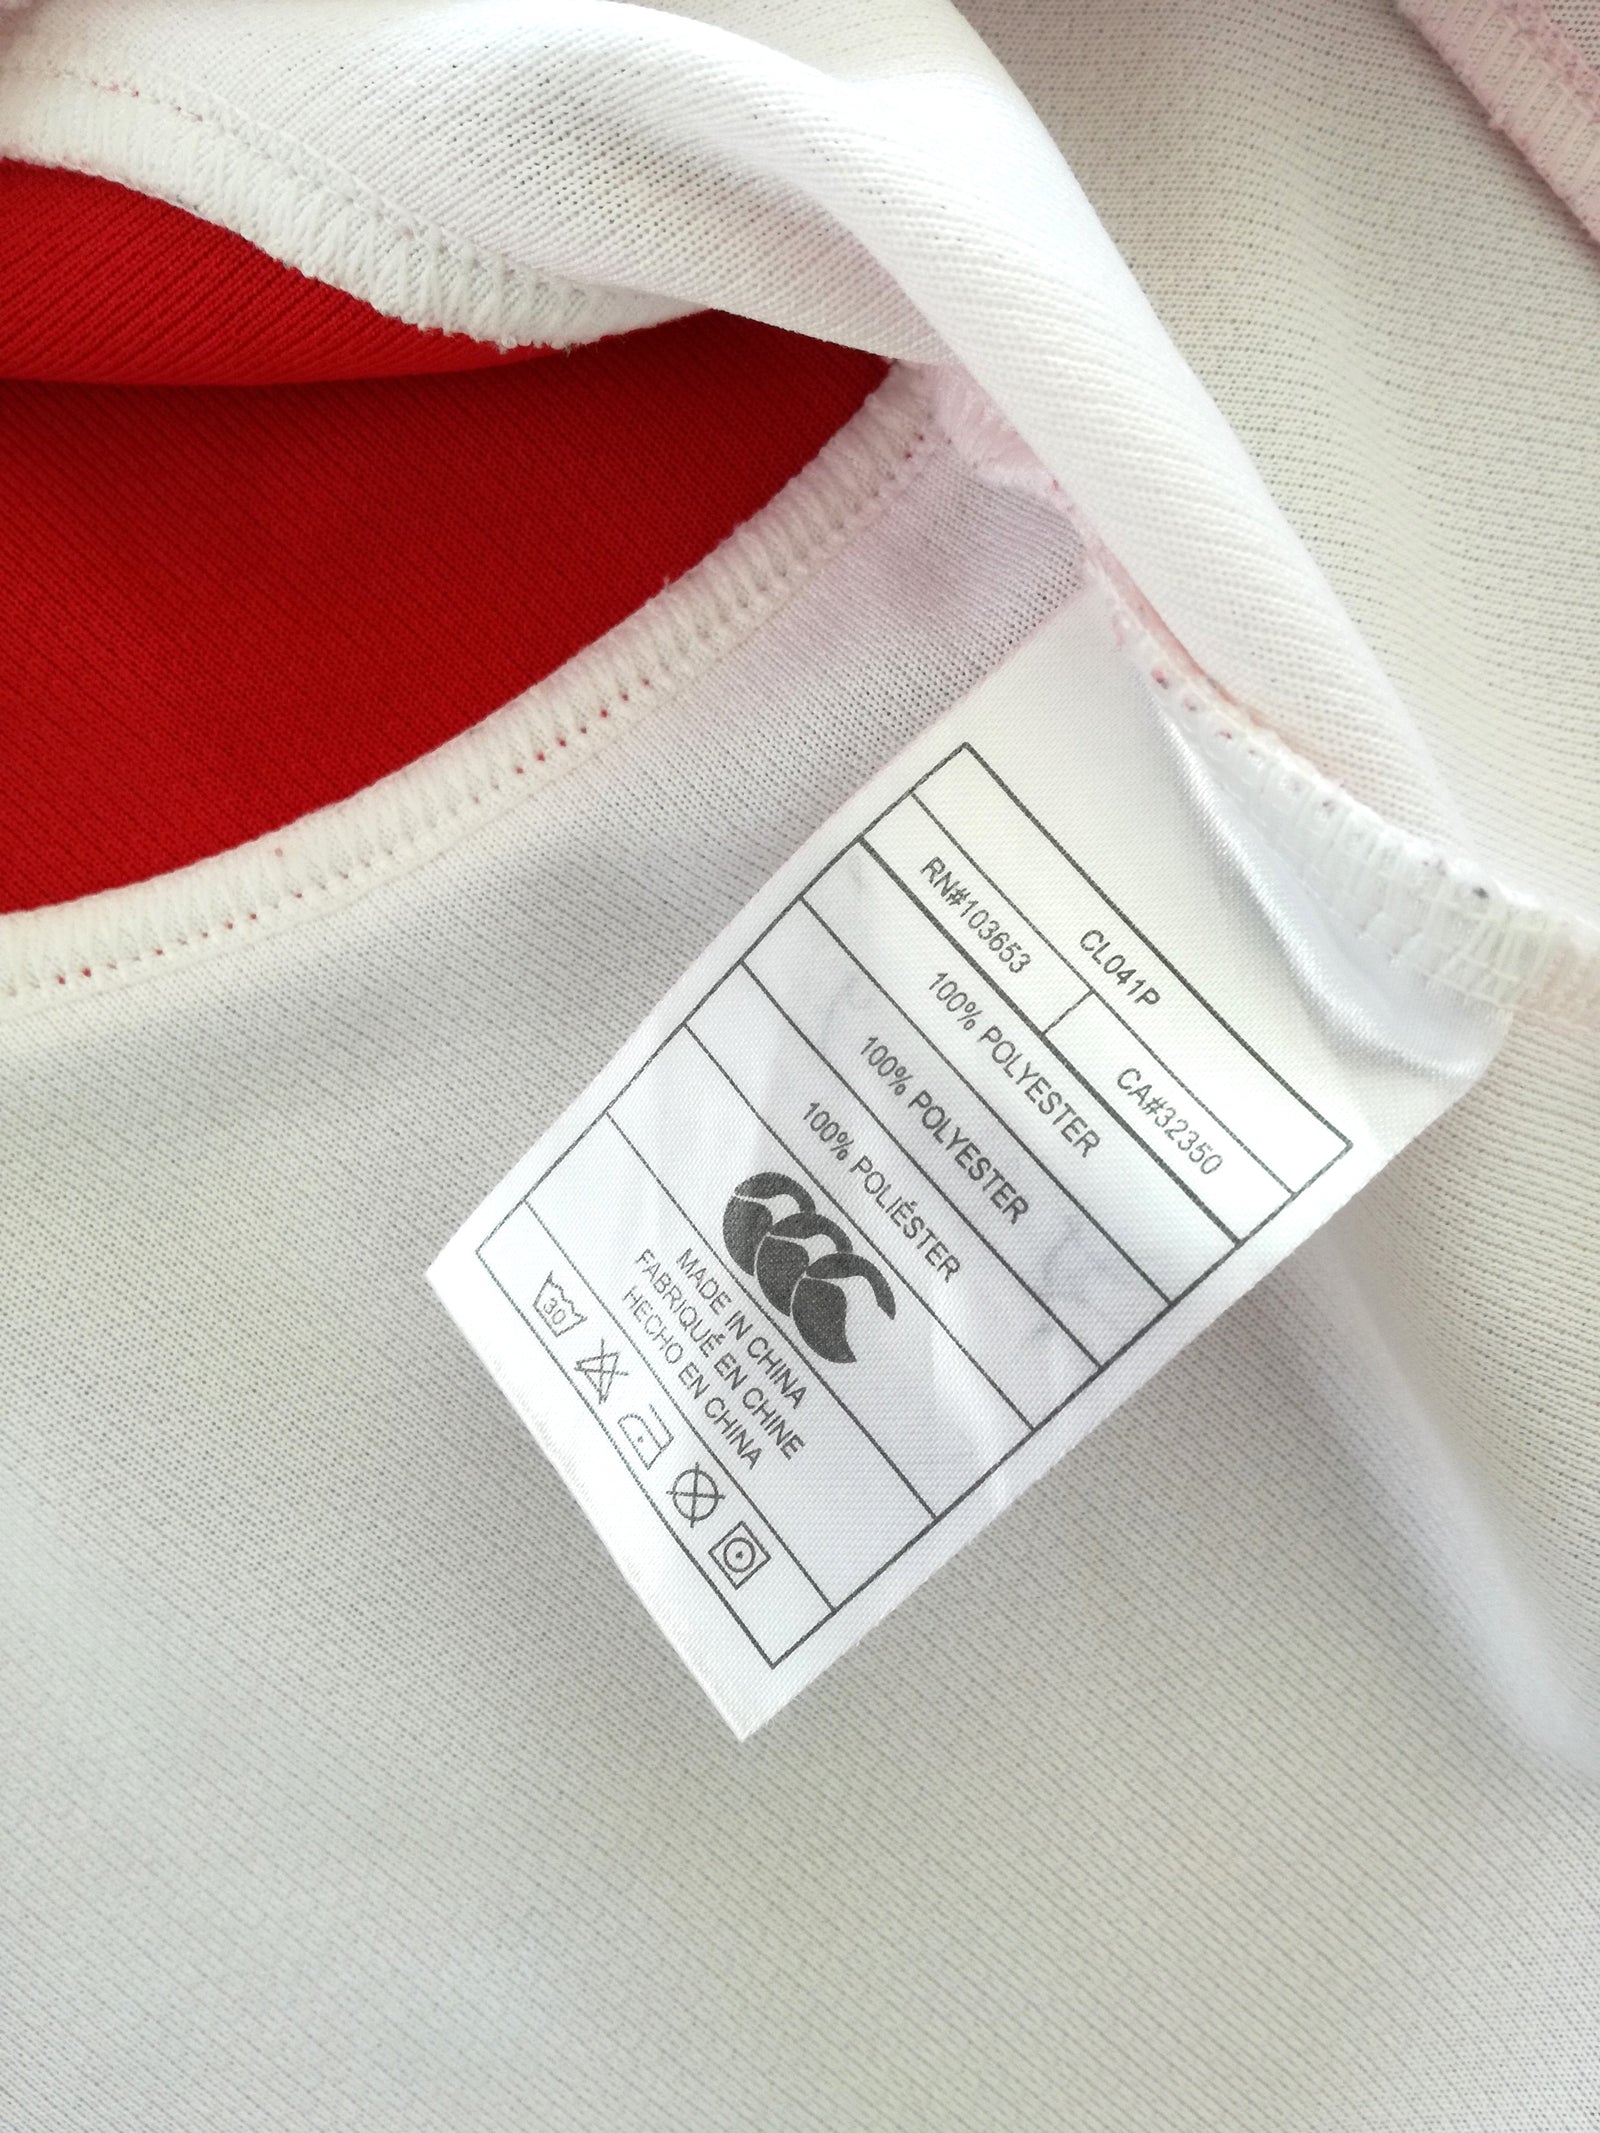 CL041P
RN#103653 CA#32350
100% POLYESTER
100% POLYESTER
100% POLIÉSTER
MADE IN CHINA
FABRIQUÉ EN CHINE
HECHO EN CHINA
30